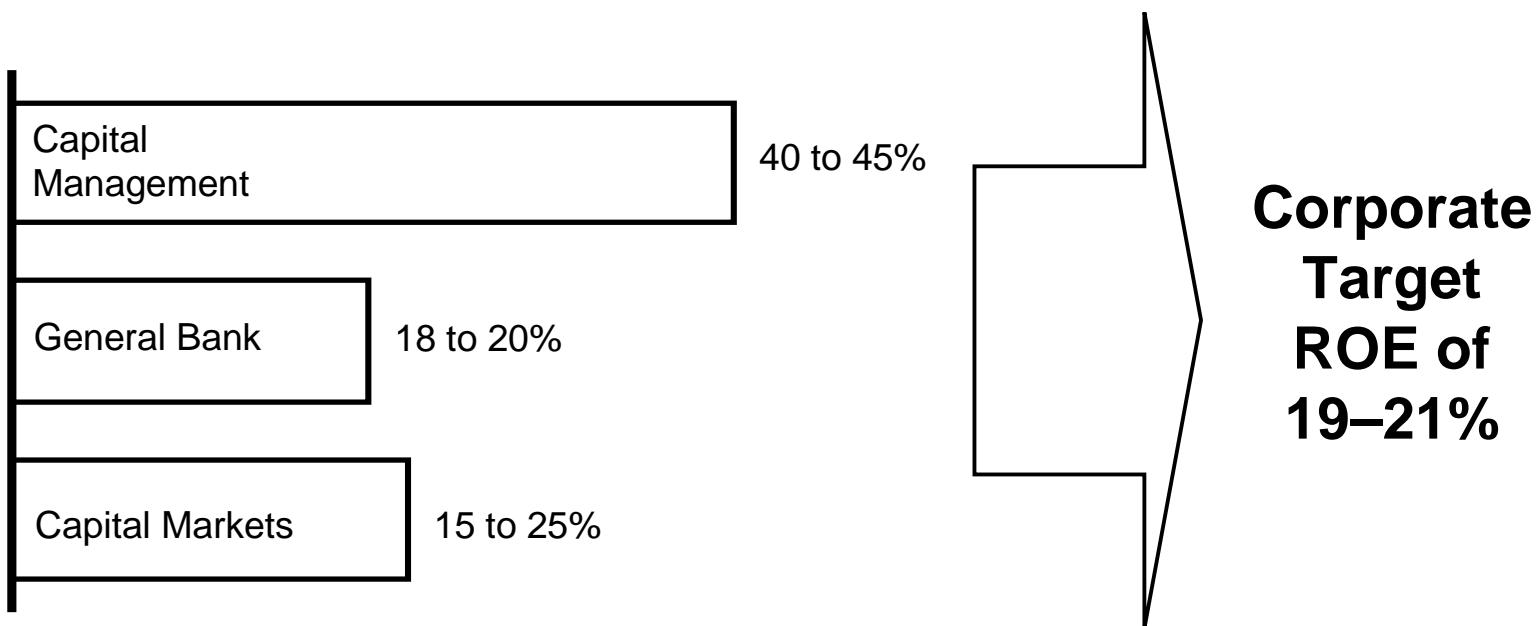 Capital
Management
40 to 45%
General Bank
18 to 20%
Capital Markets
15 to 25%
Corporate
Target
ROE of
19–21%